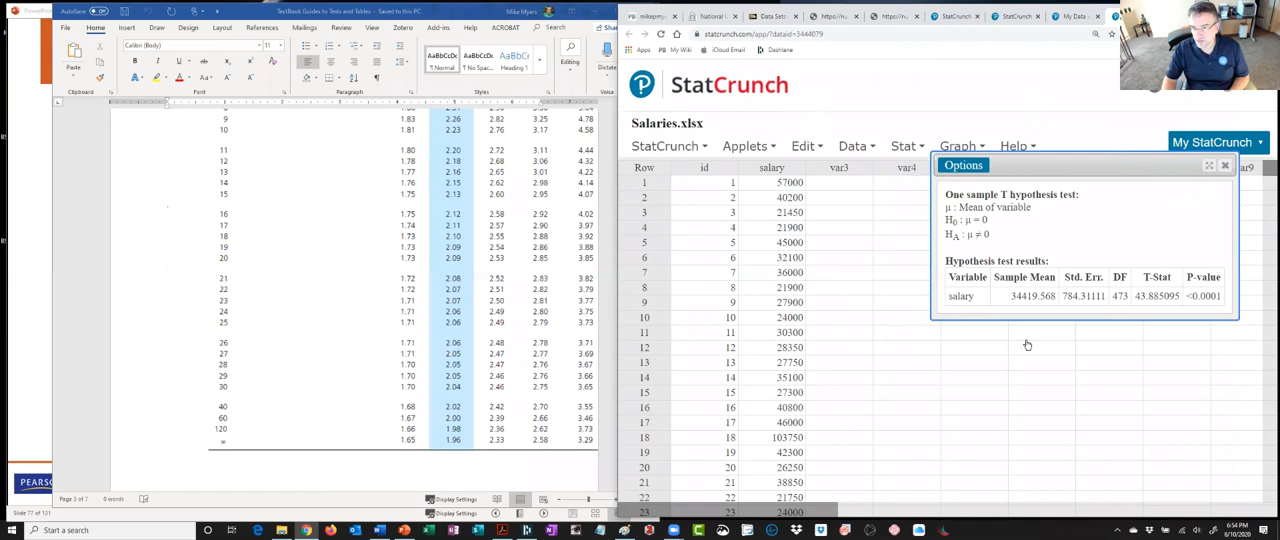 AutoSave Off
TextBook Guides to Tests and Tables - Saved to this PC
Mike Myers
File Home Insert Draw Design Layout References Mailings Review View Zotero Add-ins Help ACROBAT
Calibri (Body) 11
Paste
AaBbCcDc AaBbCcDc AaBbCc
¶ Normal ¶ No Spac... Heading 1
Editing
Dictate
Clipboard Font Paragraph Styles Voice
9 1.83 2.26 2.82 3.25 4.78
10 1.81 2.23 2.76 3.17 4.58
11 1.80 2.20 2.72 3.11 4.44
12 1.78 2.18 2.68 3.06 4.32
13 1.77 2.16 2.65 3.01 4.22
14 1.76 2.15 2.62 2.98 4.14
15 1.75 2.13 2.60 2.95 4.07
16 1.75 2.12 2.58 2.92 4.02
17 1.74 2.11 2.57 2.90 3.97
18 1.73 2.10 2.55 2.88 3.92
19 1.73 2.09 2.54 2.86 3.88
20 1.73 2.09 2.53 2.85 3.85
21 1.72 2.08 2.52 2.83 3.82
22 1.72 2.07 2.51 2.82 3.79
23 1.71 2.07 2.50 2.81 3.77
24 1.71 2.06 2.49 2.80 3.75
25 1.71 2.06 2.49 2.79 3.73
26 1.71 2.06 2.48 2.78 3.71
27 1.71 2.05 2.47 2.77 3.69
28 1.70 2.05 2.47 2.76 3.67
29 1.70 2.05 2.46 2.76 3.66
30 1.70 2.04 2.46 2.75 3.65
40 1.68 2.02 2.42 2.70 3.55
60 1.67 2.00 2.39 2.66 3.46
120 1.66 1.98 2.36 2.62 3.73
∞ 1.65 1.96 2.33 2.58 3.29
PEARSON
Page 3 of 7 0 words
Display Settings
Slide 77 of 131
Display Settings
statcrunch.com/app/?dataid=3444079
Apps PB My Wiki iCloud Email Dashlane
StatCrunch
Salaries.xlsx
StatCrunch Applets Edit Data Stat Graph Help
My StatCrunch
Row id salary var3 var4 var9
1 1 57000
2 2 40200
3 3 21450
4 4 21900
5 5 45000
6 6 32100
7 7 36000
8 8 21900
9 9 27900
10 10 24000
11 11 30300
12 12 28350
13 13 27750
14 14 35100
15 15 27300
16 16 40800
17 17 46000
18 18 103750
19 19 42300
20 20 26250
21 21 38850
22 22 21750
23 23 24000
Options
One sample T hypothesis test:
μ : Mean of variable
H0 : μ = 0
HA : μ ≠ 0
Hypothesis test results:
Variable Sample Mean Std. Err. DF T-Stat P-value
salary 34419.568 784.31111 473 43.885095 <0.0001
Start a search
6:54 PM
6/10/2020